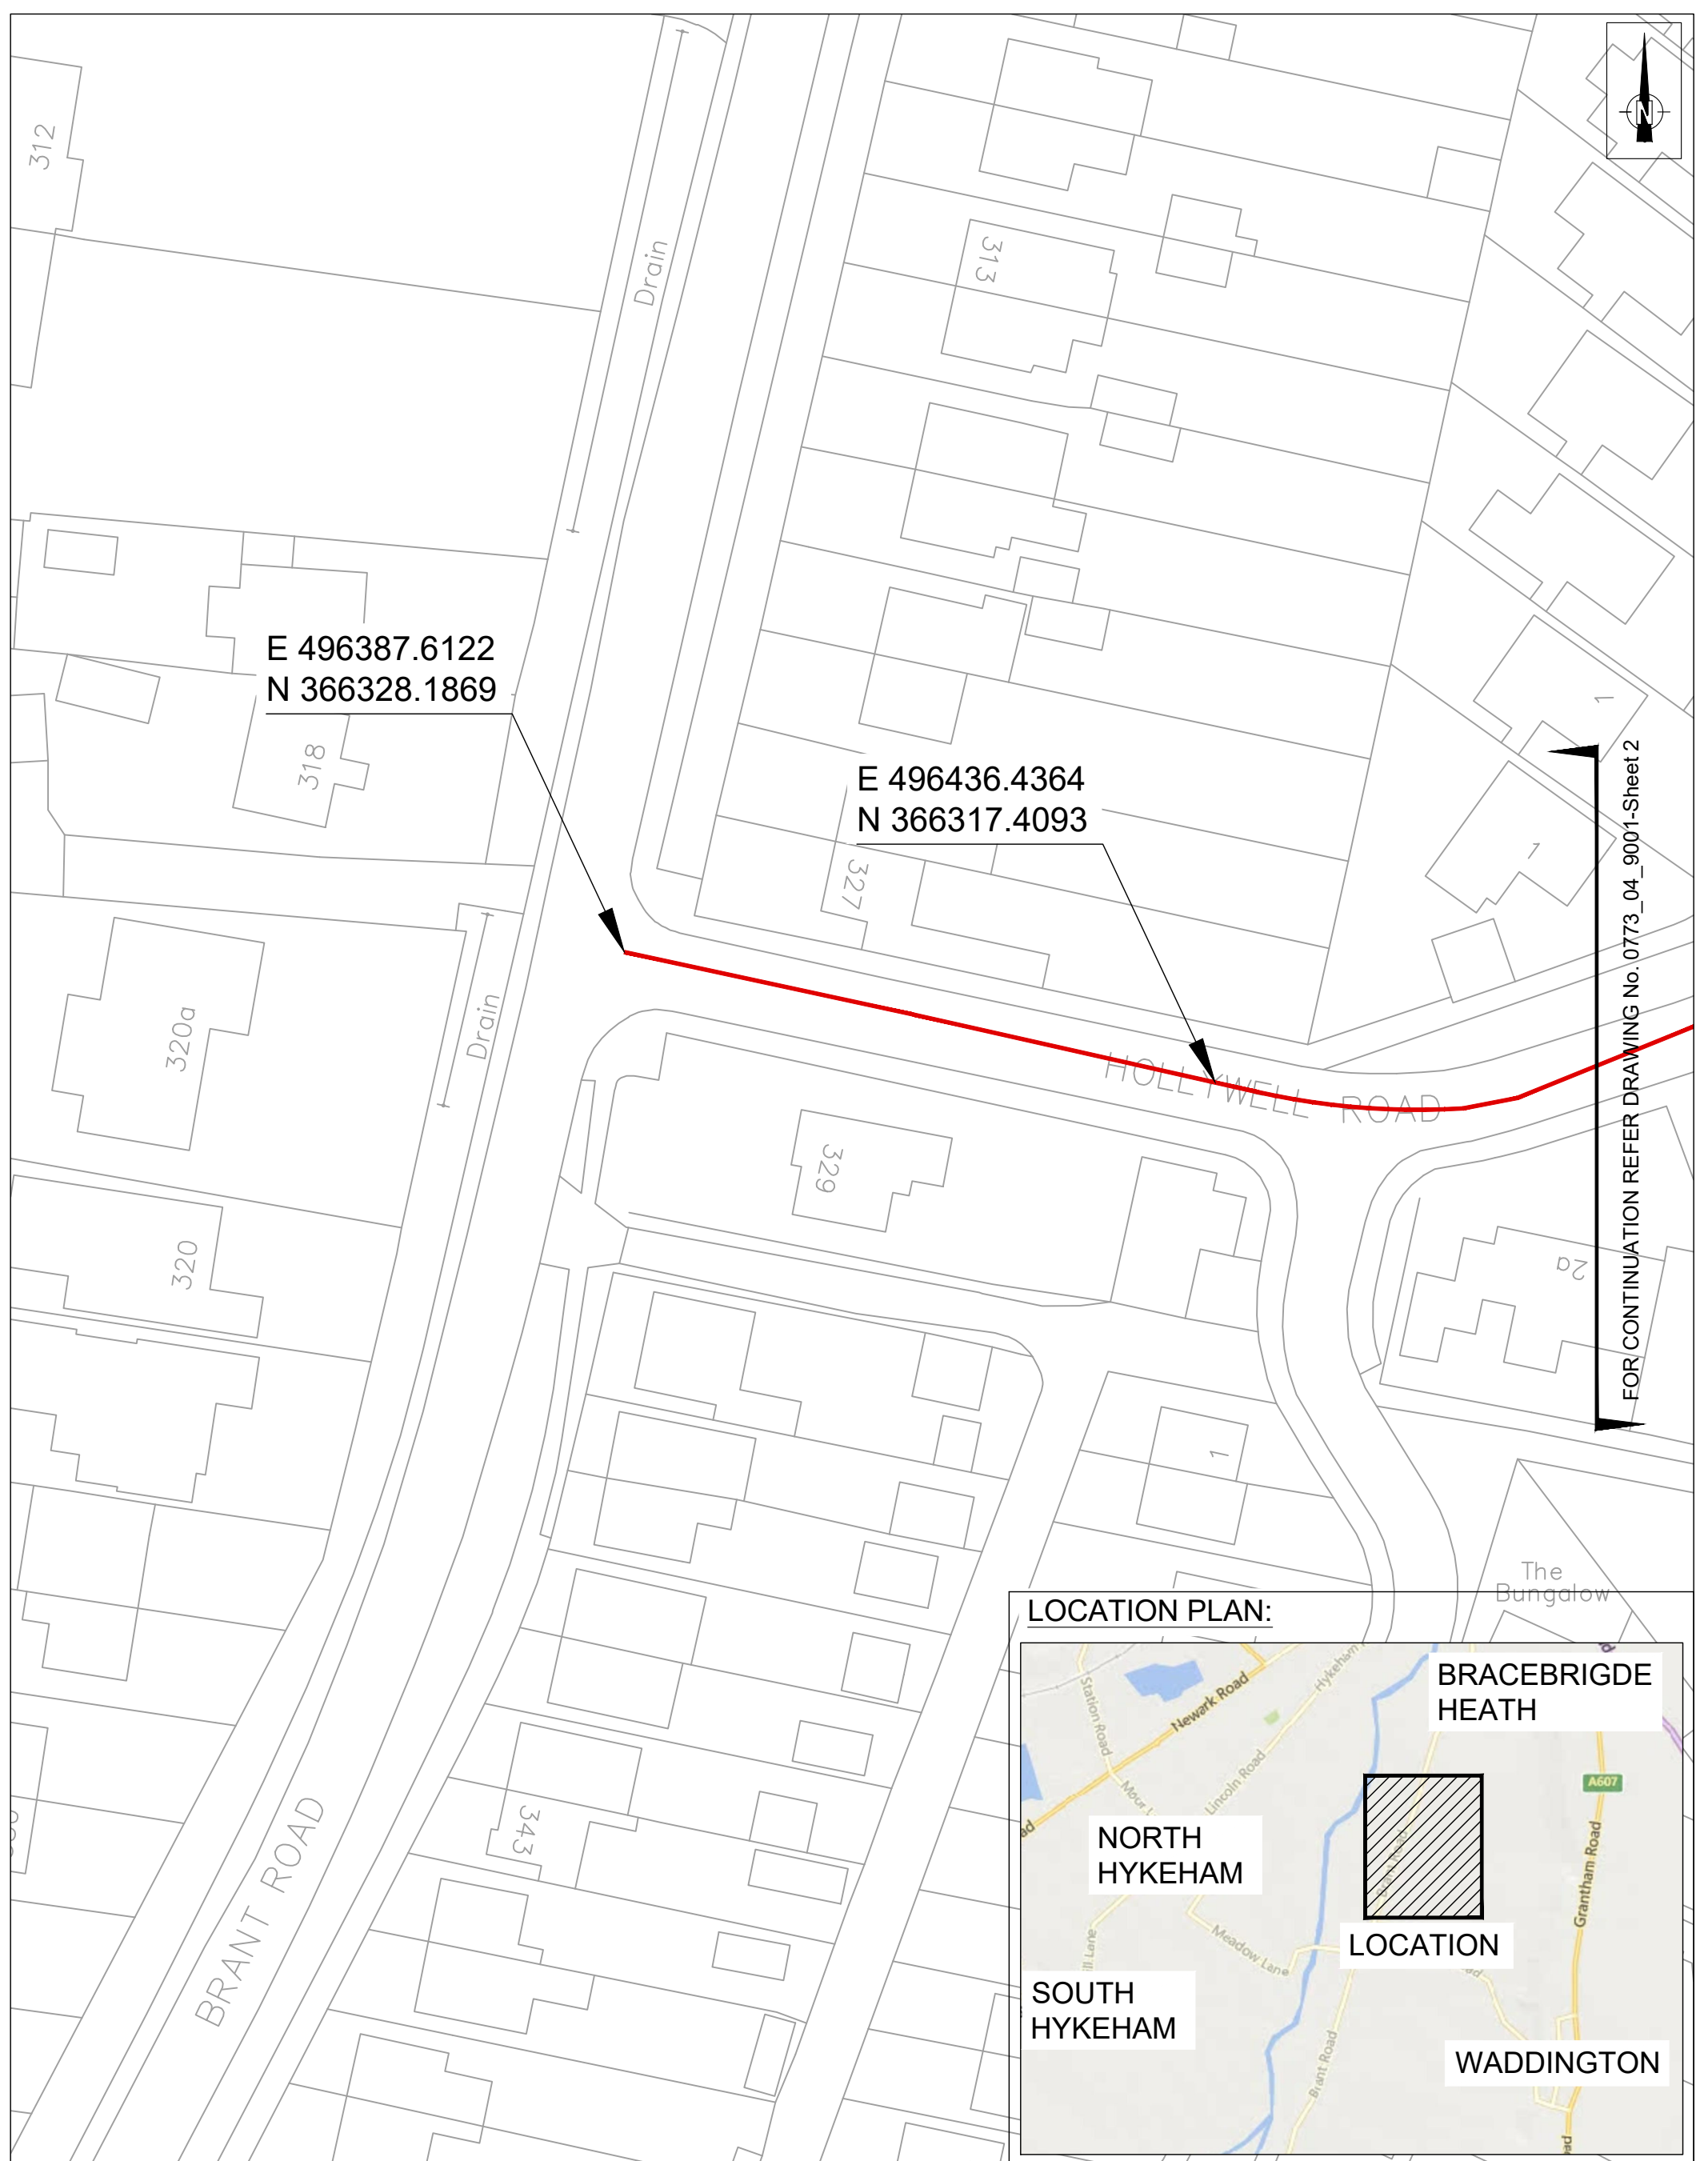 N
312
Drain
313
E 496387.6122
N 366328.1869
318
E 496436.4364
N 366317.4093
327
1
1
FOR CONTINUATION REFER DRAWING No. 0773_04_9001-Sheet 2
320a
Drain
HOLLYWELL ROAD
329
320
2a
1
The
Bungalow
343
BRANT ROAD
LOCATION PLAN:
BRACEBRIGDE
HEATH
Station Road
Newark Road
Hykeham
Lincoln Road
A607
NORTH
HYKEHAM
Brant Road
Grantham Road
Meadow Lane
LOCATION
SOUTH
HYKEHAM
Brant Road
WADDINGTON